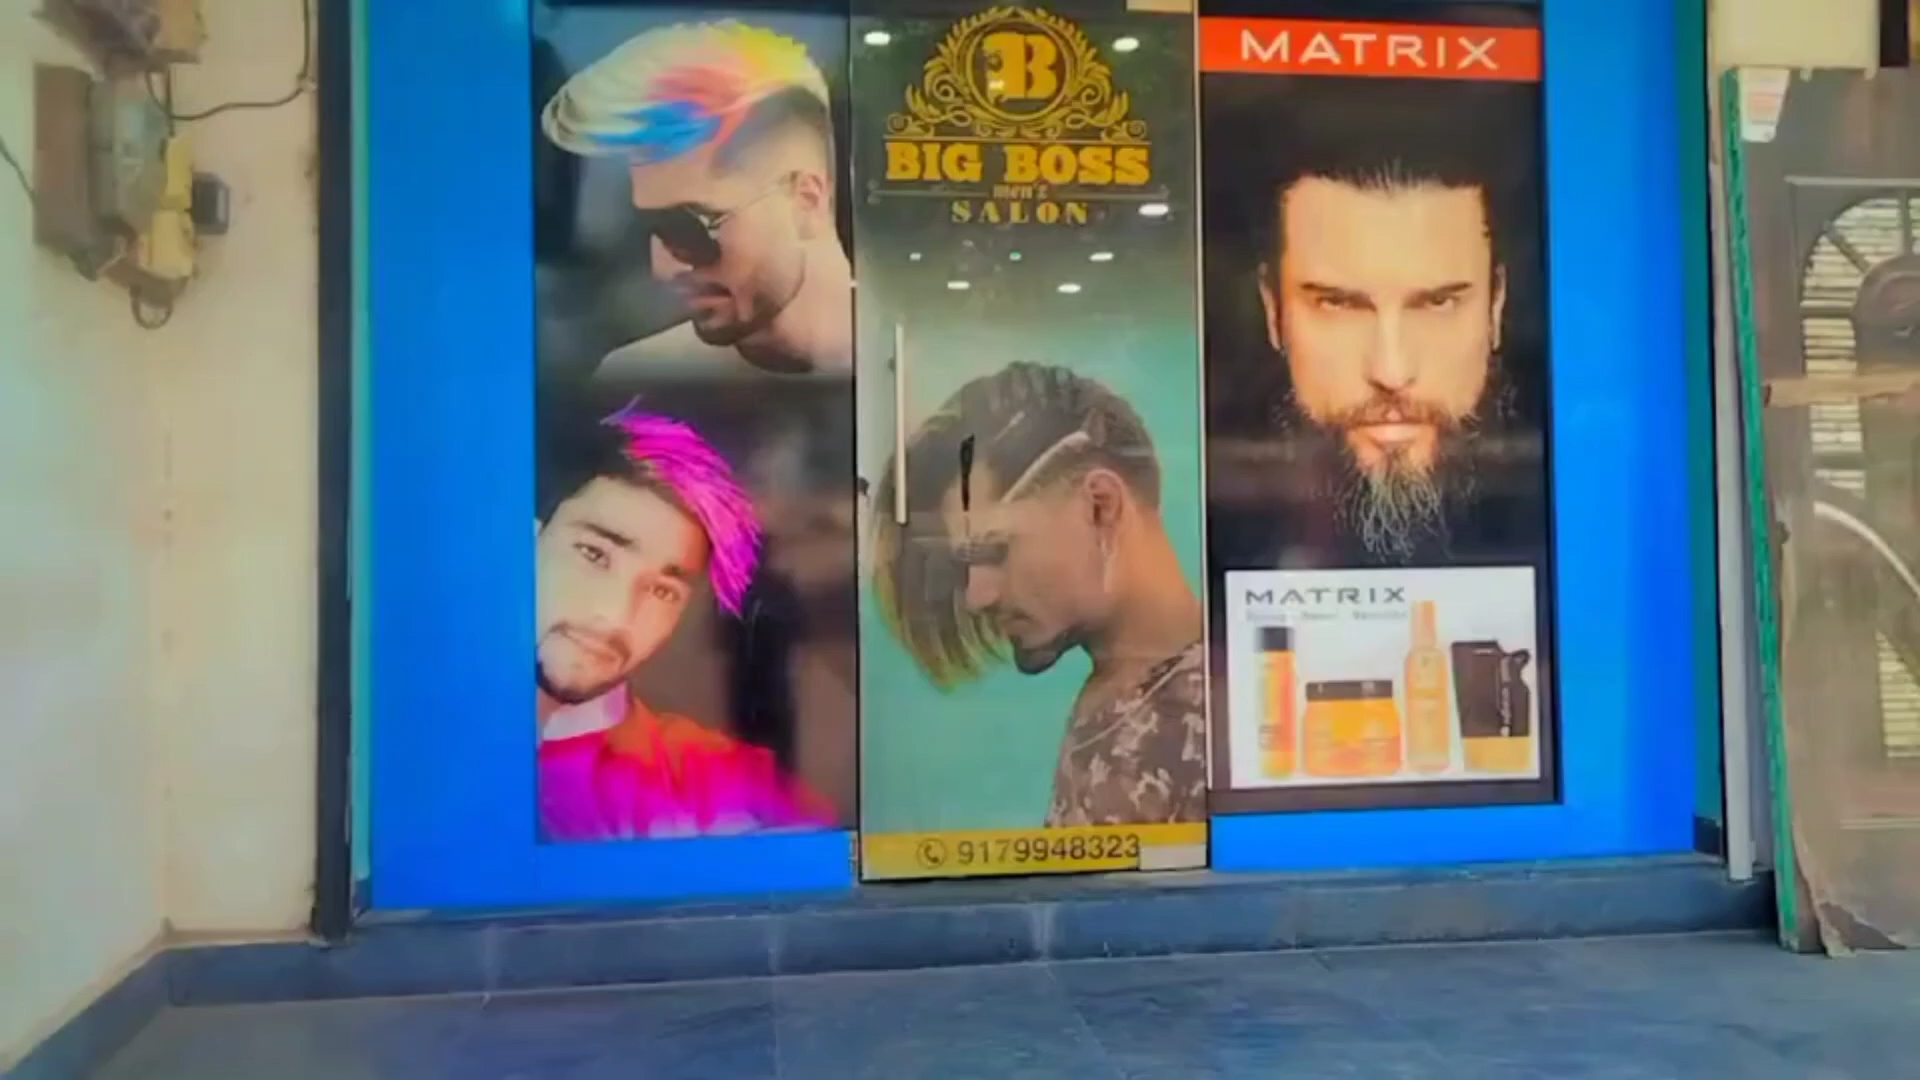 B
BIG BOSS
men's
SALON
9179948323
MATRIX
MATRIX